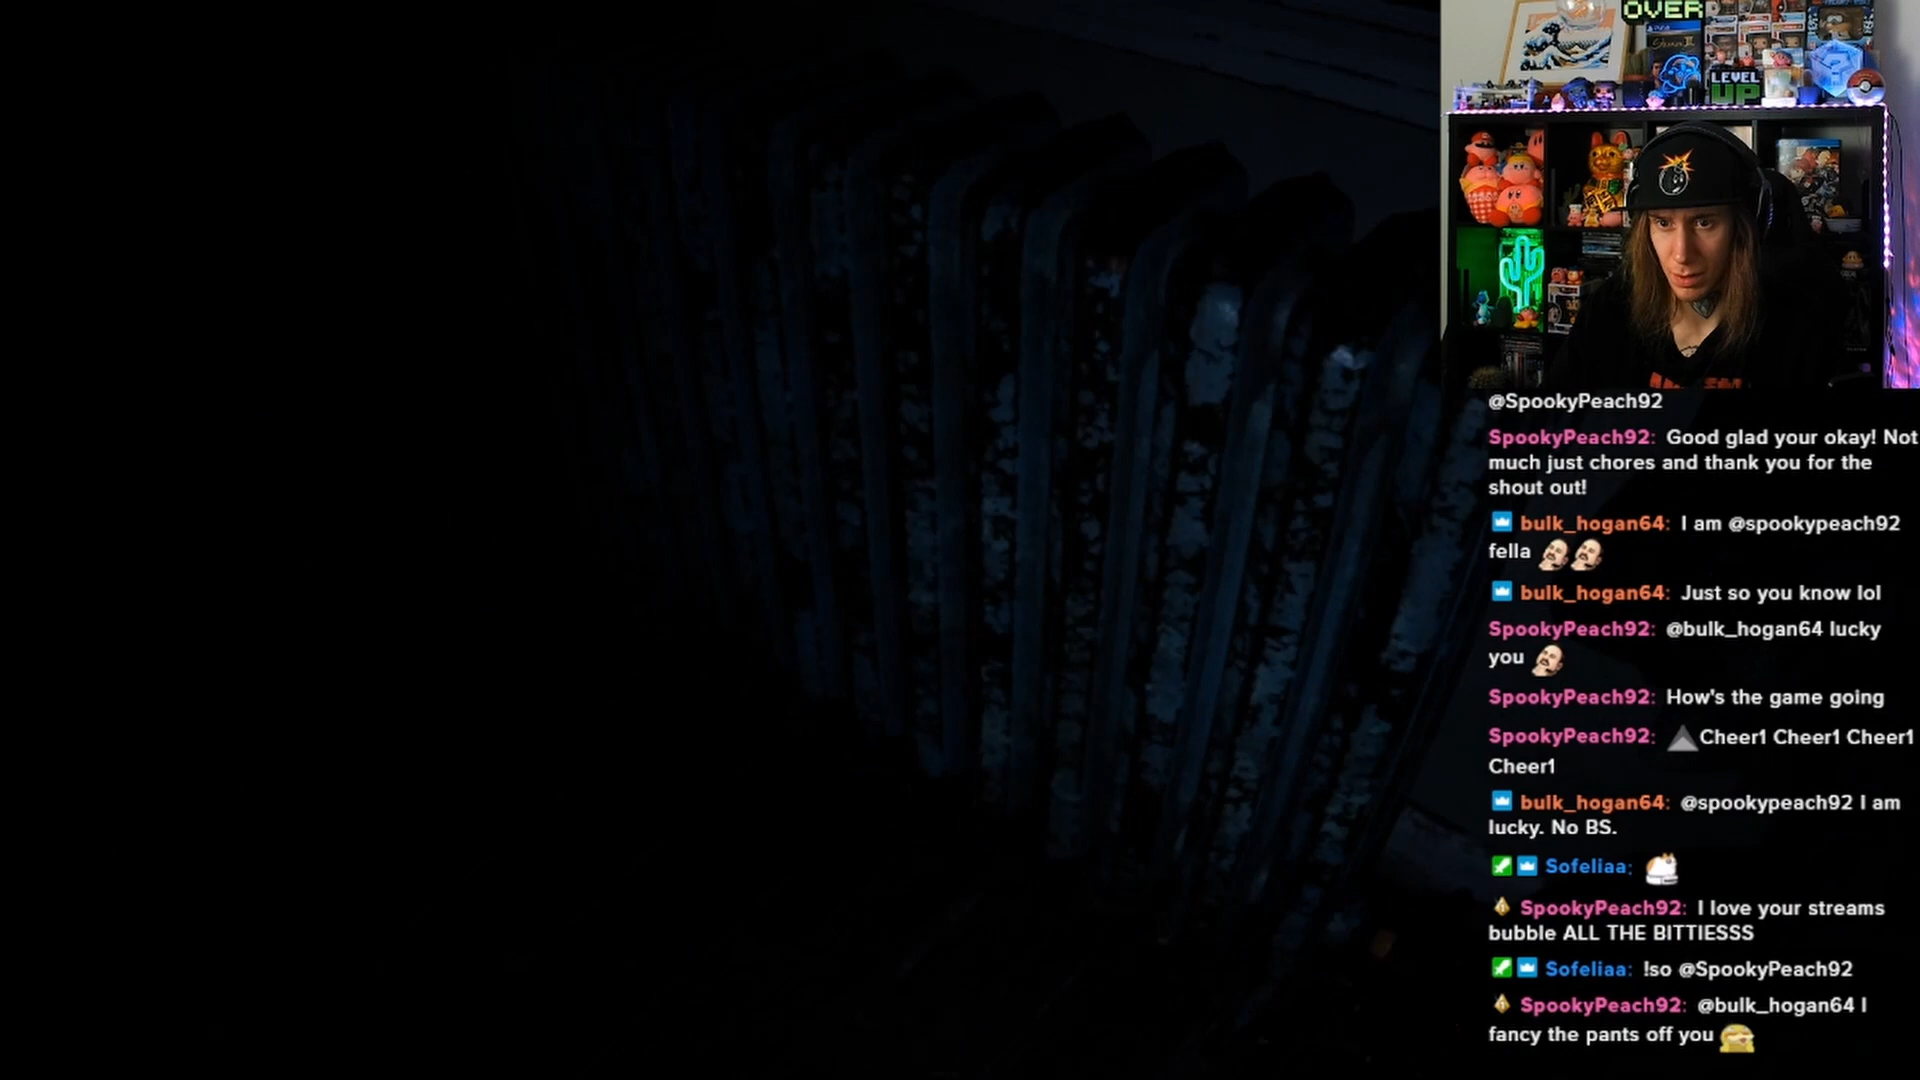 OVER
LEVEL
UP
@SpookyPeach92
SpookyPeach92: Good glad your okay! Not
much just chores and thank you for the
shout out!
bulk_hogan64: I am @spookypeach92
fella
bulk_hogan64: Just so you know lol
SpookyPeach92: @bulk_hogan64 lucky
you
SpookyPeach92: How's the game going
SpookyPeach92: Cheer1 Cheer1 Cheer1
Cheer1
bulk_hogan64: @spookypeach92 I am
lucky. No BS.
Sofeliaa:
SpookyPeach92: I love your streams
bubble ALL THE BITTIESSS
Sofeliaa: !so @SpookyPeach92
SpookyPeach92: @bulk_hogan64 I
fancy the pants off you